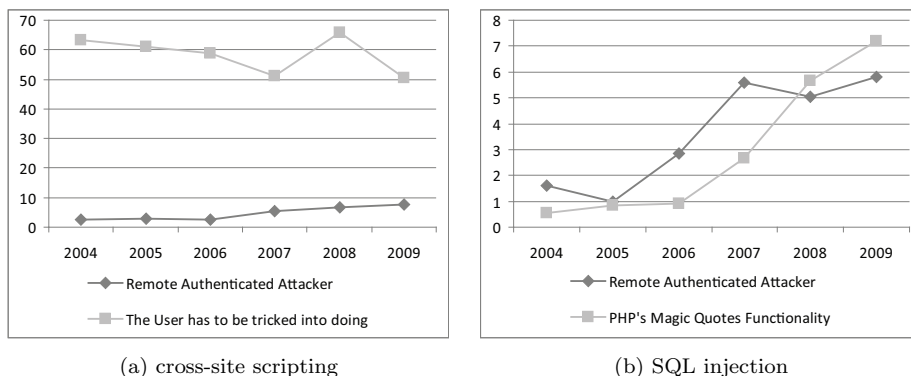 70
60
50
40
30
20
10
0
2004 2005 2006 2007 2008 2009
Remote Authenticated Attacker
The User has to be tricked into doing
(a) cross-site scripting
8
7
6
5
4
3
2
1
0
2004 2005 2006 2007 2008 2009
Remote Authenticated Attacker
PHP's Magic Quotes Functionality
(b) SQL injection